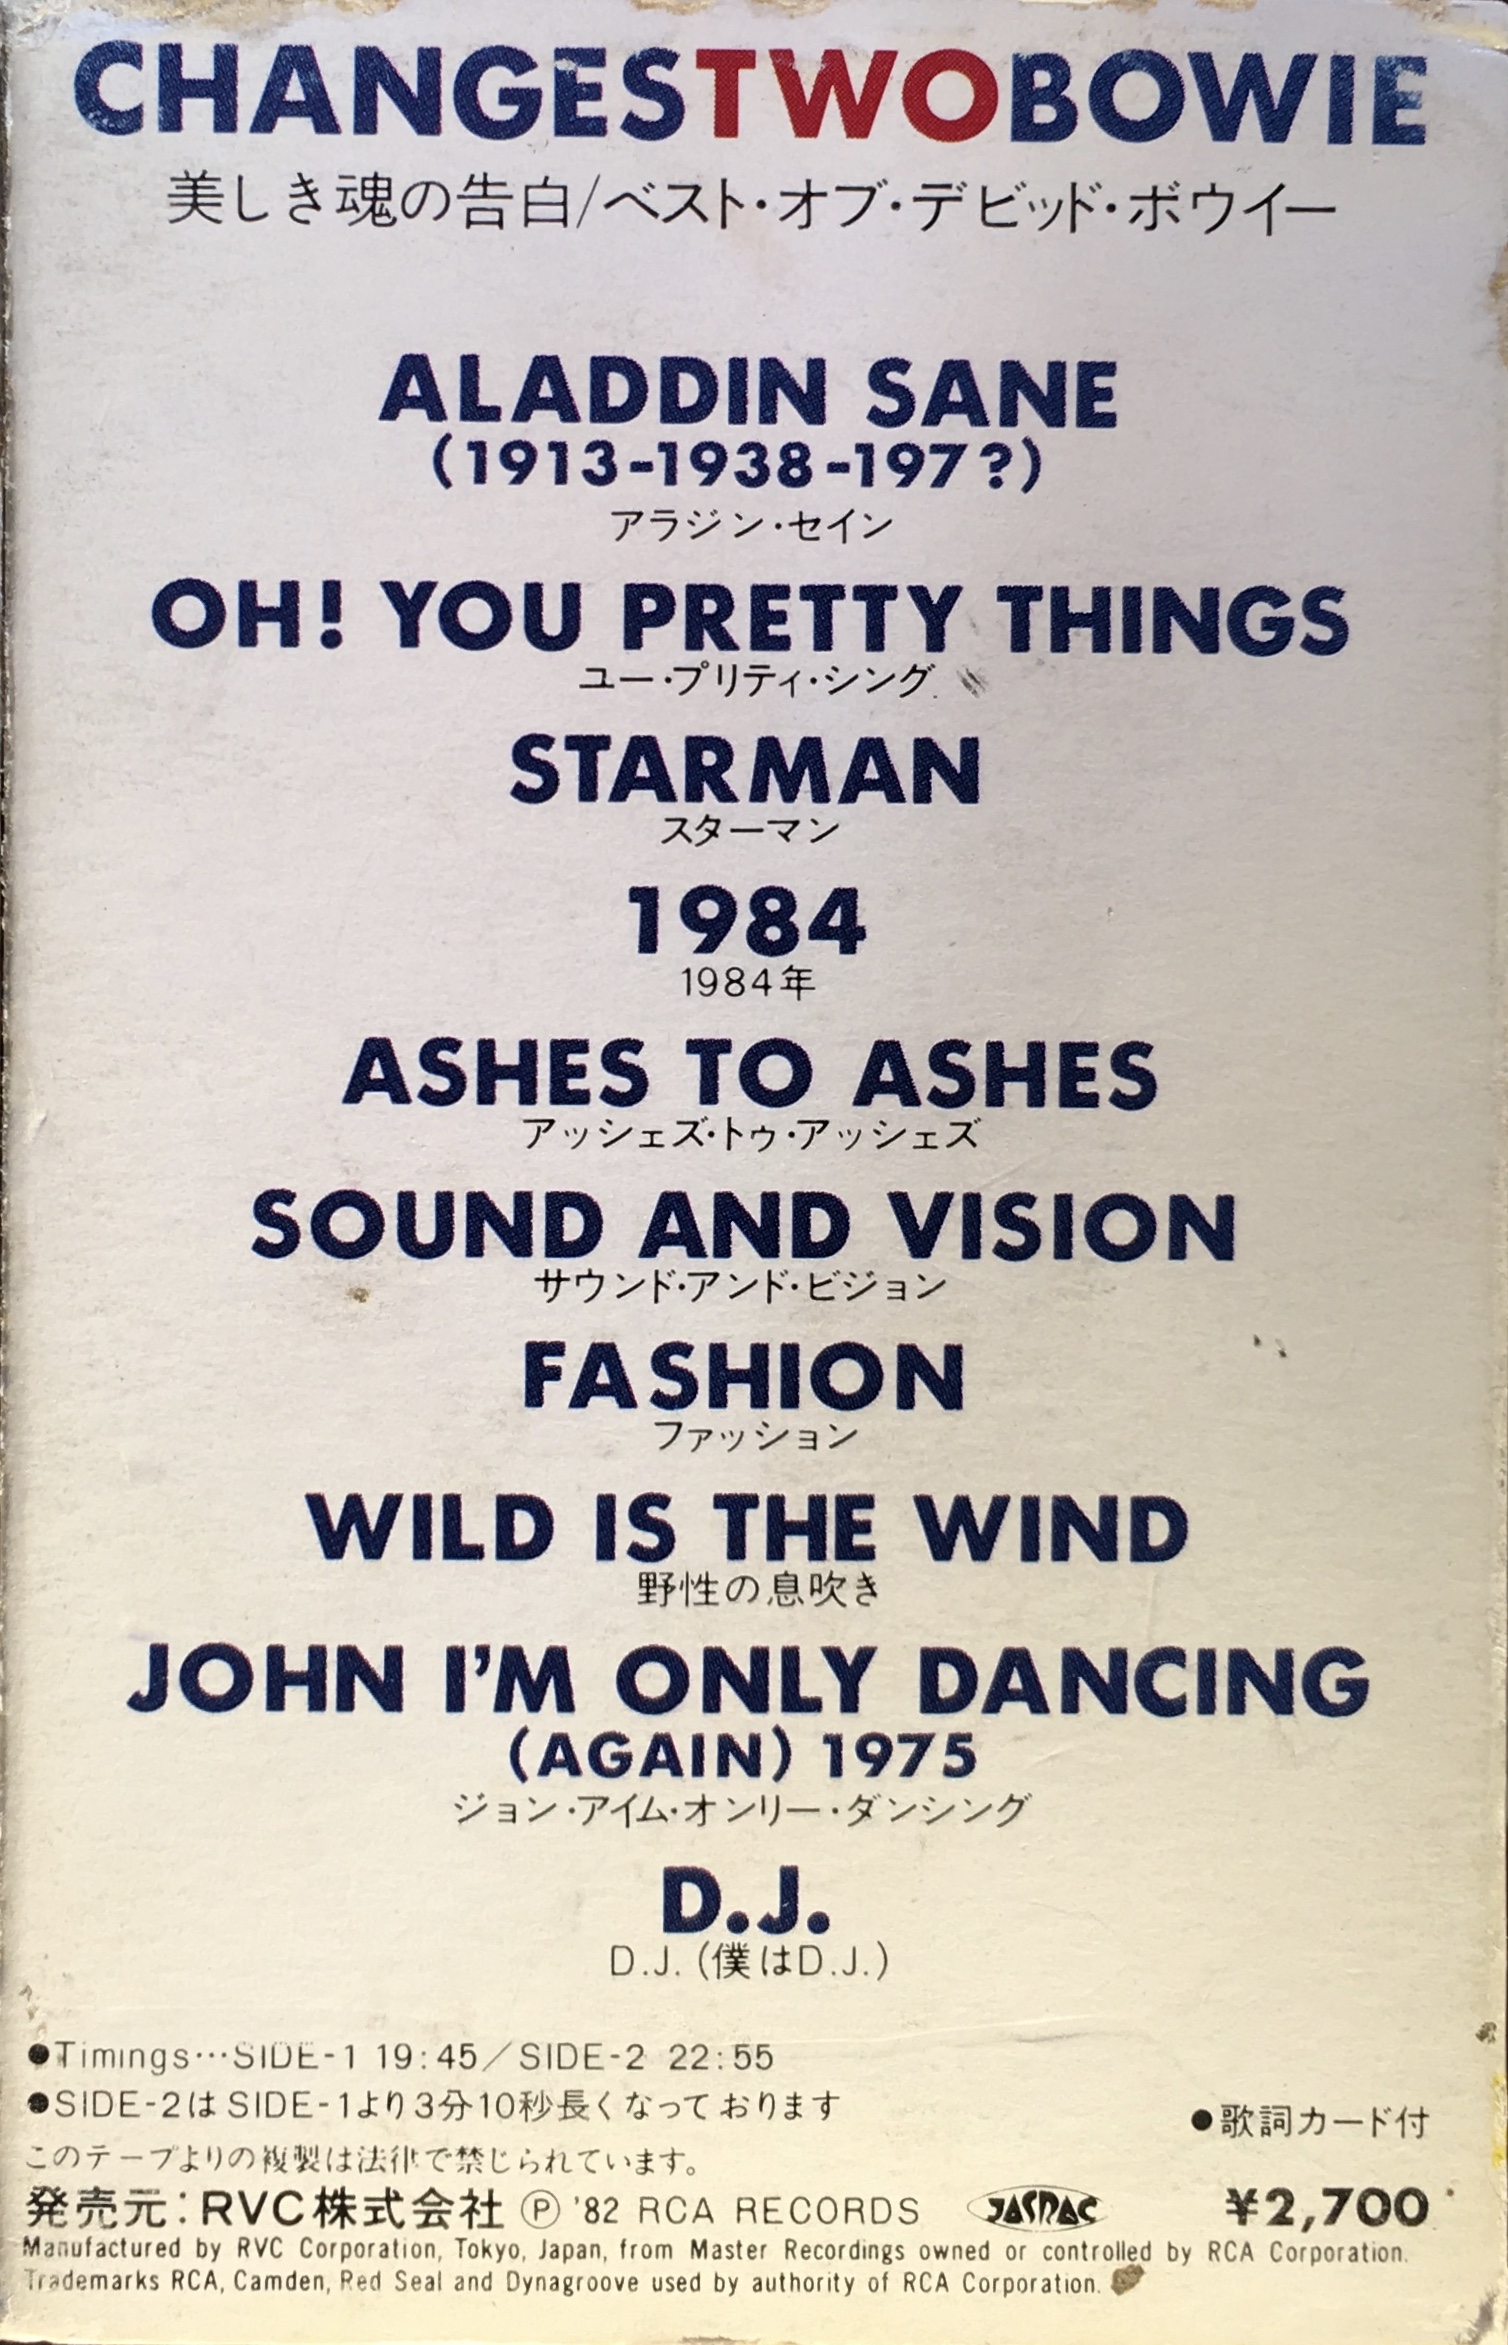 CHANGESTWOBOWIE
美しき魂の告白/ベスト・オブ・デビッド・ボウイー
ALADDIN SANE
(1913-1938-197?)
アラジン・セイン
OH! YOU PRETTY THINGS
ユー・プリティ・シング
STARMAN
スターマン
1984
1984年
ASHES TO ASHES
アッシェズ・トゥ・アッシェズ
SOUND AND VISION
サウンド・アンド・ビジョン
FASHION
ファッション
WILD IS THE WIND
野性の息吹き
JOHN I'M ONLY DANCING
(AGAIN) 1975
ジョン・アイム・オンリー・ダンシング
D.J.
D.J.(僕はD.J.)
●Timings…SIDE-1 19:45/SIDE-2 22:55
●SIDE-2はSIDE-1より3分10秒長くなっております
●歌詞カード付
このテープよりの複製は法律で禁じられています。
発売元:RVC株式会社 Ⓟ '82 RCA RECORDS JASRAC ¥2,700
Manufactured by RVC Corporation, Tokyo, Japan, from Master Recordings owned or controlled by RCA Corporation.
Trademarks RCA, Camden, Red Seal and Dynagroove used by authority of RCA Corporation.